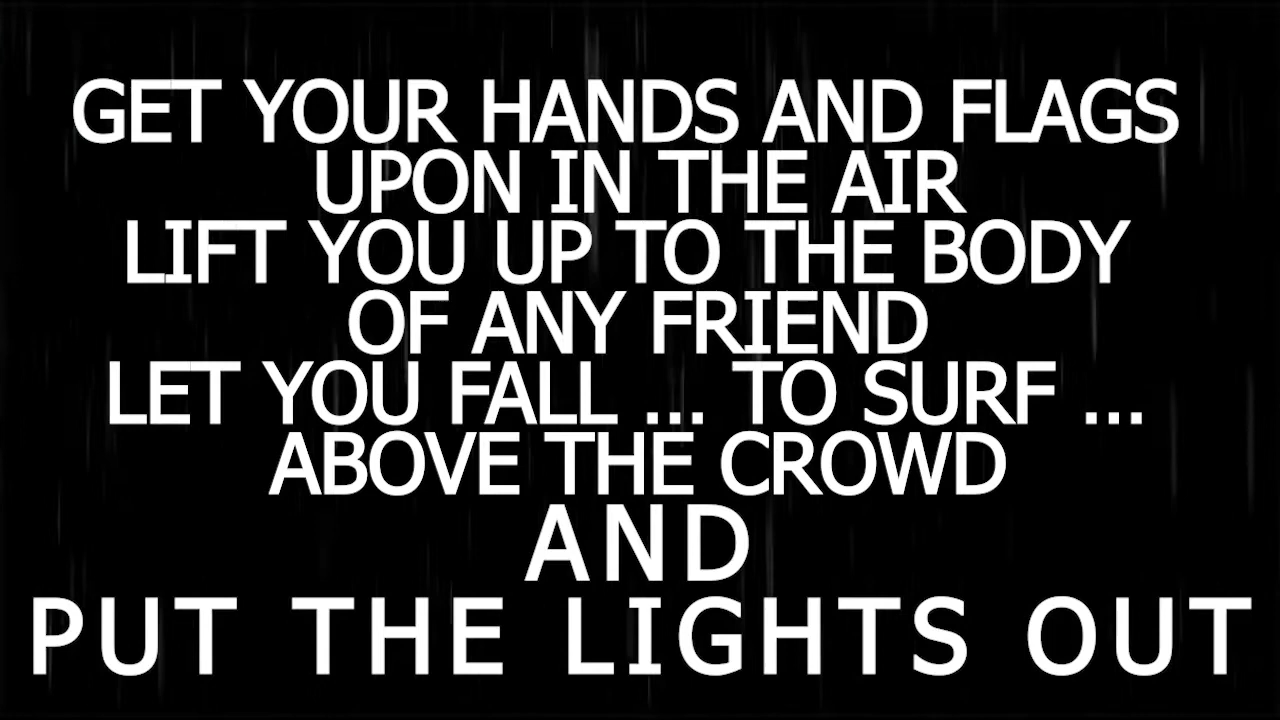 GET YOUR HANDS AND FLAGS
UPON IN THE AIR
LIFT YOU UP TO THE BODY
OF ANY FRIEND
LET YOU FALL ... TO SURF ...
ABOVE THE CROWD
AND
PUT THE LIGHTS OUT